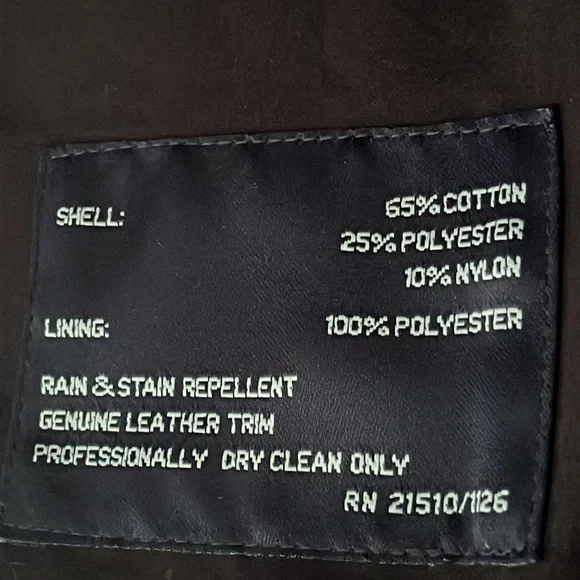 SHELL: 65% COTTON
25% POLYESTER
10% NYLON
LINING: 100% POLYESTER
RAIN & STAIN REPELLENT
GENUINE LEATHER TRIM
PROFESSIONALLY DRY CLEAN ONLY
RN 21510/1126